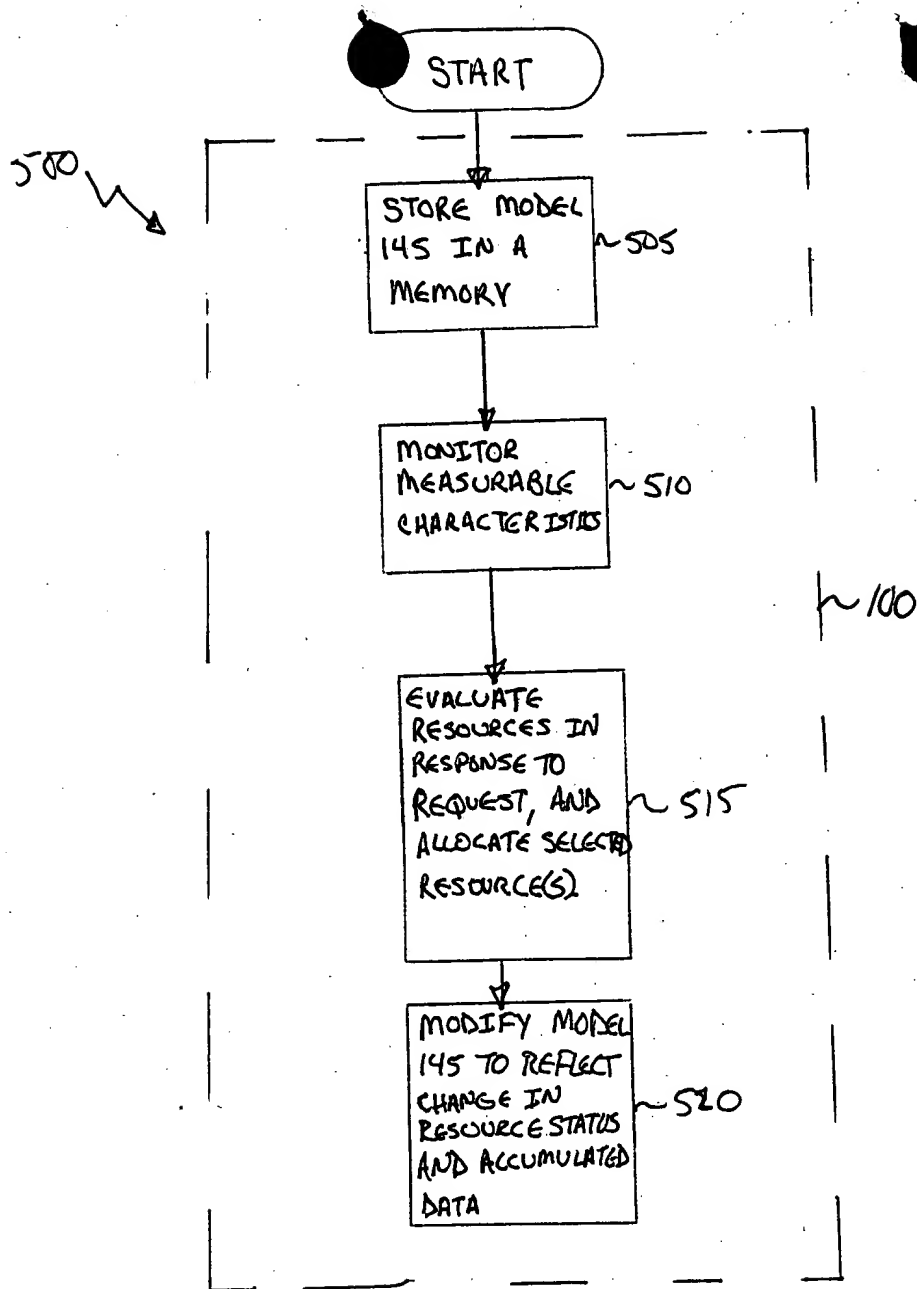 START
500
STORE MODEL
145 IN A
MEMORY
~505
MONITOR
MEASURABLE
CHARACTERISTICS
~510
~100
EVALUATE
RESOURCES IN
RESPONSE TO
REQUEST, AND
ALLOCATE SELECTED
RESOURCE(S).
~515
MODIFY MODEL
145 TO REFLECT
CHANGE IN
RESOURCE STATUS
AND ACCUMULATED
DATA
~520